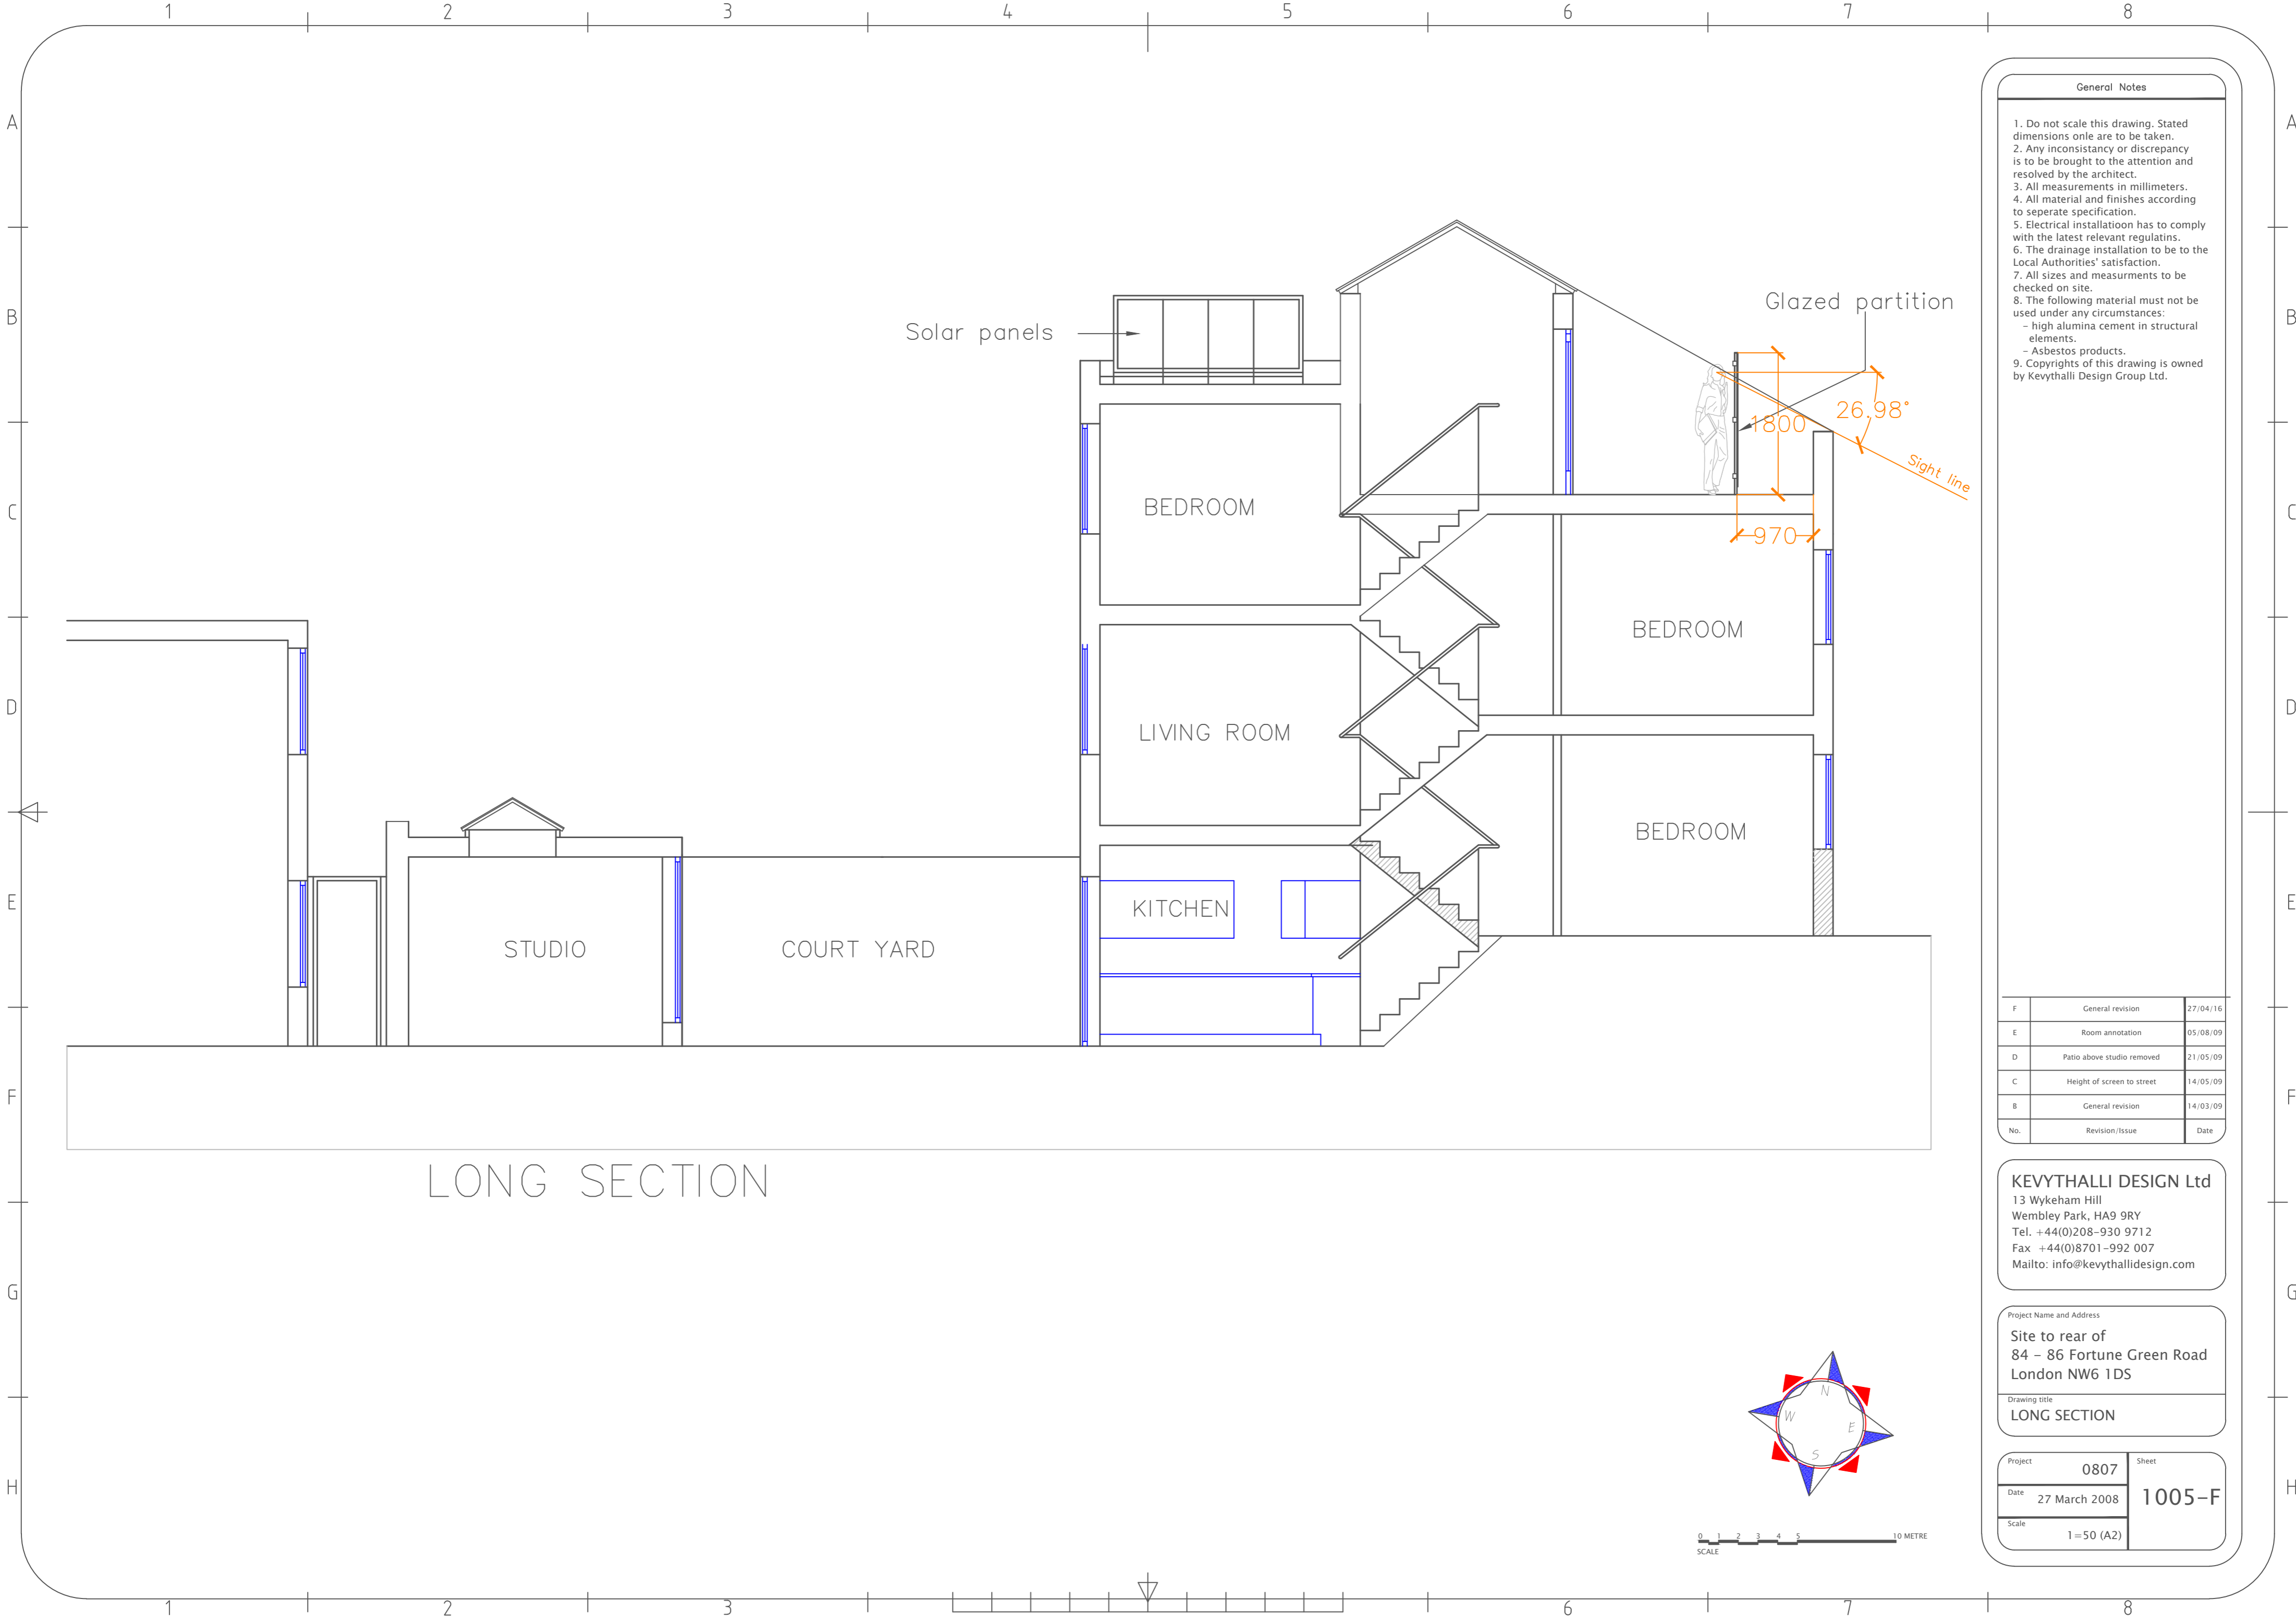 1 2 3 4 5 6 7 8
A A
B B
C C
D D
E E
F F
G G
H H
Solar panels
Glazed partition
1800
26.98°
Sight line
970
BEDROOM
BEDROOM
LIVING ROOM
BEDROOM
KITCHEN
STUDIO
COURT YARD
LONG SECTION
N
W
E
S
0 1 2 3 4 5 10 METRE
SCALE
1 2 3 6 7 8
General Notes
1. Do not scale this drawing. Stated
dimensions onle are to be taken.
2. Any inconsistancy or discrepancy
is to be brought to the attention and
resolved by the architect.
3. All measurements in millimeters.
4. All material and finishes according
to seperate specification.
5. Electrical installatioon has to comply
with the latest relevant regulatins.
6. The drainage installation to be to the
Local Authorities' satisfaction.
7. All sizes and measurments to be
checked on site.
8. The following material must not be
used under any circumstances:
– high alumina cement in structural
elements.
– Asbestos products.
9. Copyrights of this drawing is owned
by Kevythalli Design Group Ltd.
F General revision 27/04/16
E Room annotation 05/08/09
D Patio above studio removed 21/05/09
C Height of screen to street 14/05/09
B General revision 14/03/09
No. Revision/Issue Date
KEVYTHALLI DESIGN Ltd
13 Wykeham Hill
Wembley Park, HA9 9RY
Tel. +44(0)208–930 9712
Fax +44(0)8701–992 007
Mailto: info@kevythallidesign.com
Project Name and Address
Site to rear of
84 – 86 Fortune Green Road
London NW6 1DS
Drawing title
LONG SECTION
Project
0807
Sheet
1005–F
Date
27 March 2008
Scale
1=50 (A2)